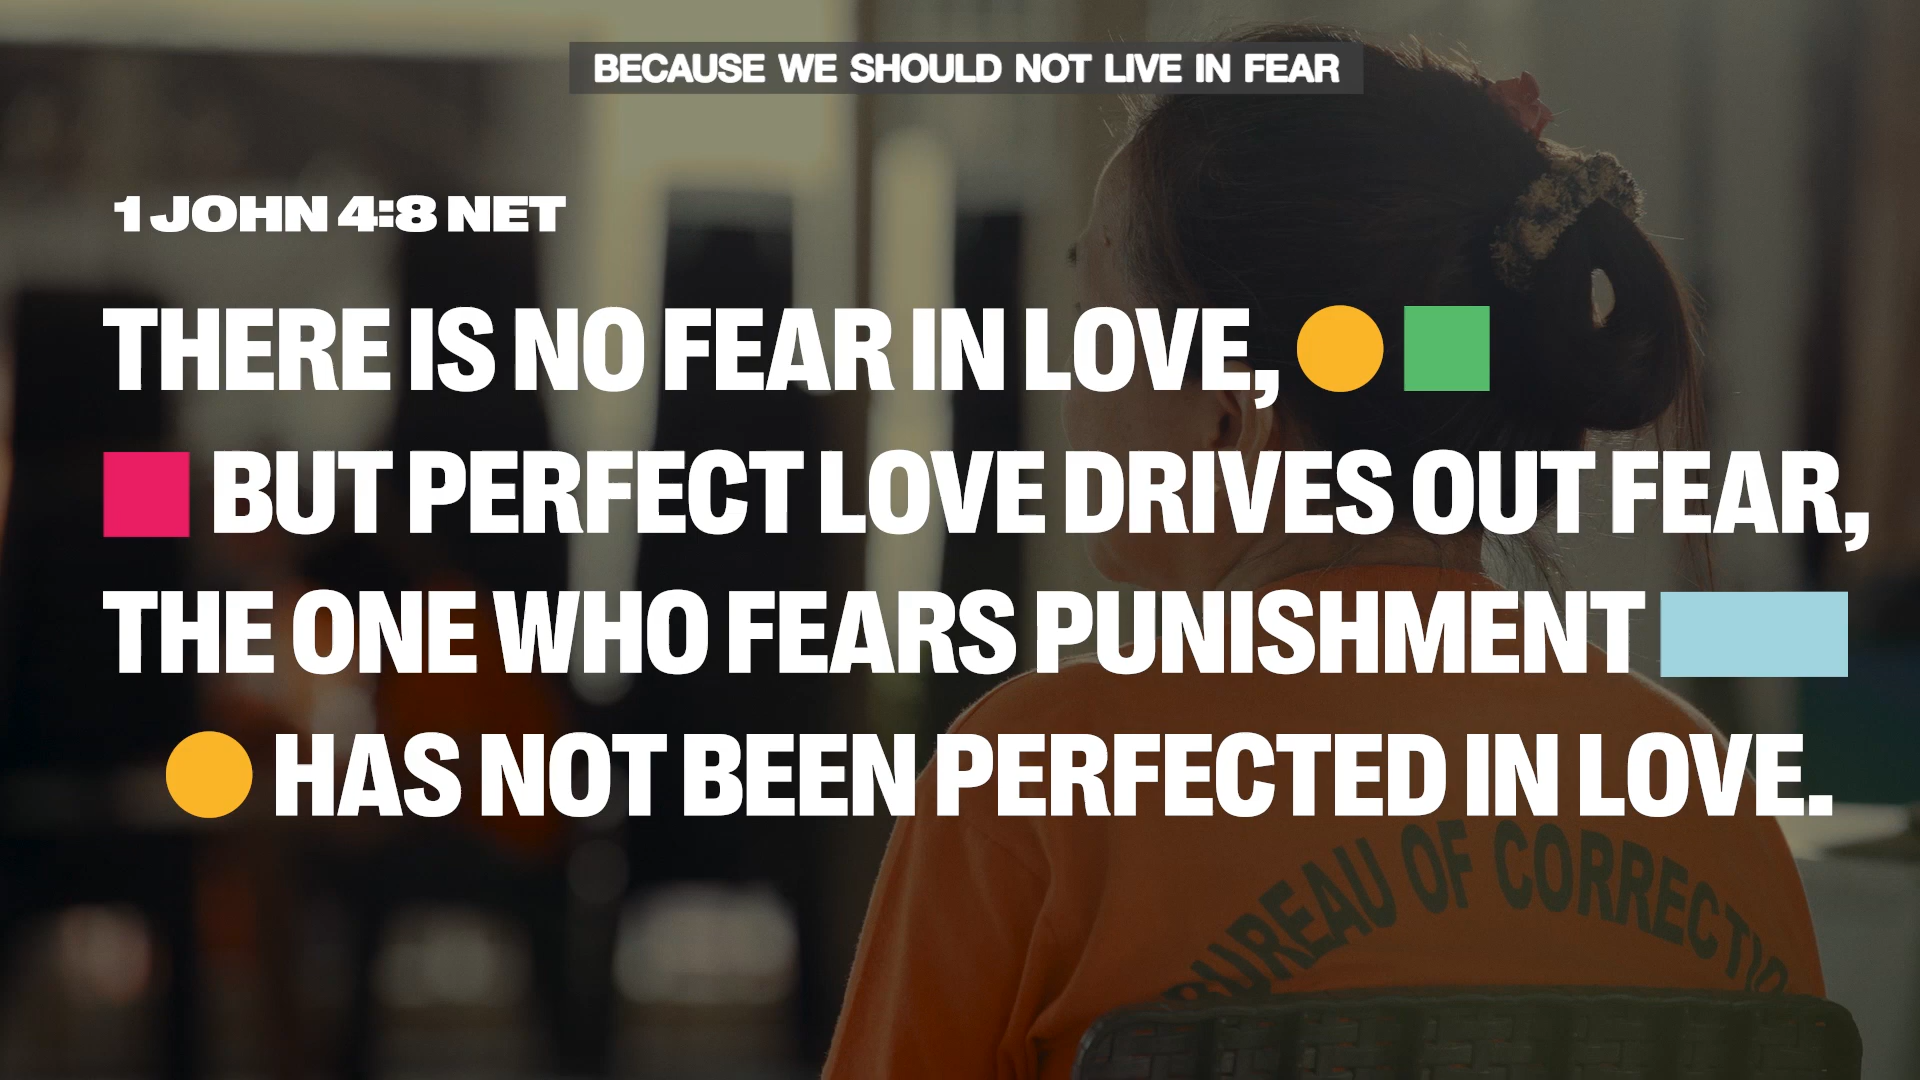 BECAUSE WE SHOULD NOT LIVE IN FEAR
1 JOHN 4:8 NET
THERE IS NO FEAR IN LOVE,
BUT PERFECT LOVE DRIVES OUT FEAR,
THE ONE WHO FEARS PUNISHMENT
HAS NOT BEEN PERFECTED IN LOVE.
BUREAU OF CORRECTIO